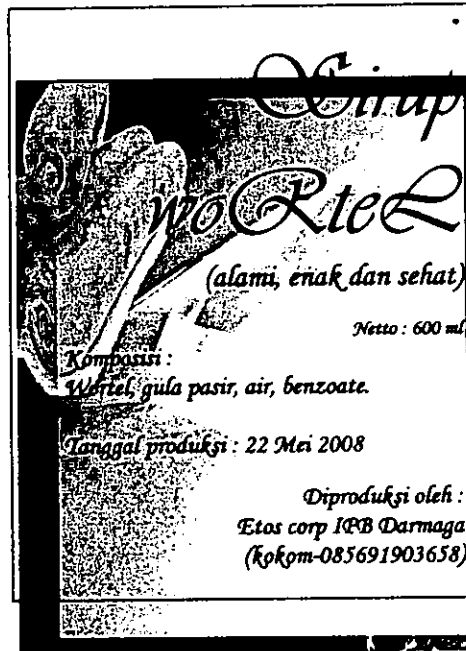 Sirup
woRteL
(alami, enak dan sehat)
Netto : 600 ml
Komposisi :
Wortel, gula pasir, air, benzoate.
Tanggal produksi : 22 Mei 2008
Diproduksi oleh :
Etos corp IPB Darmaga
(kokom-085691903658)